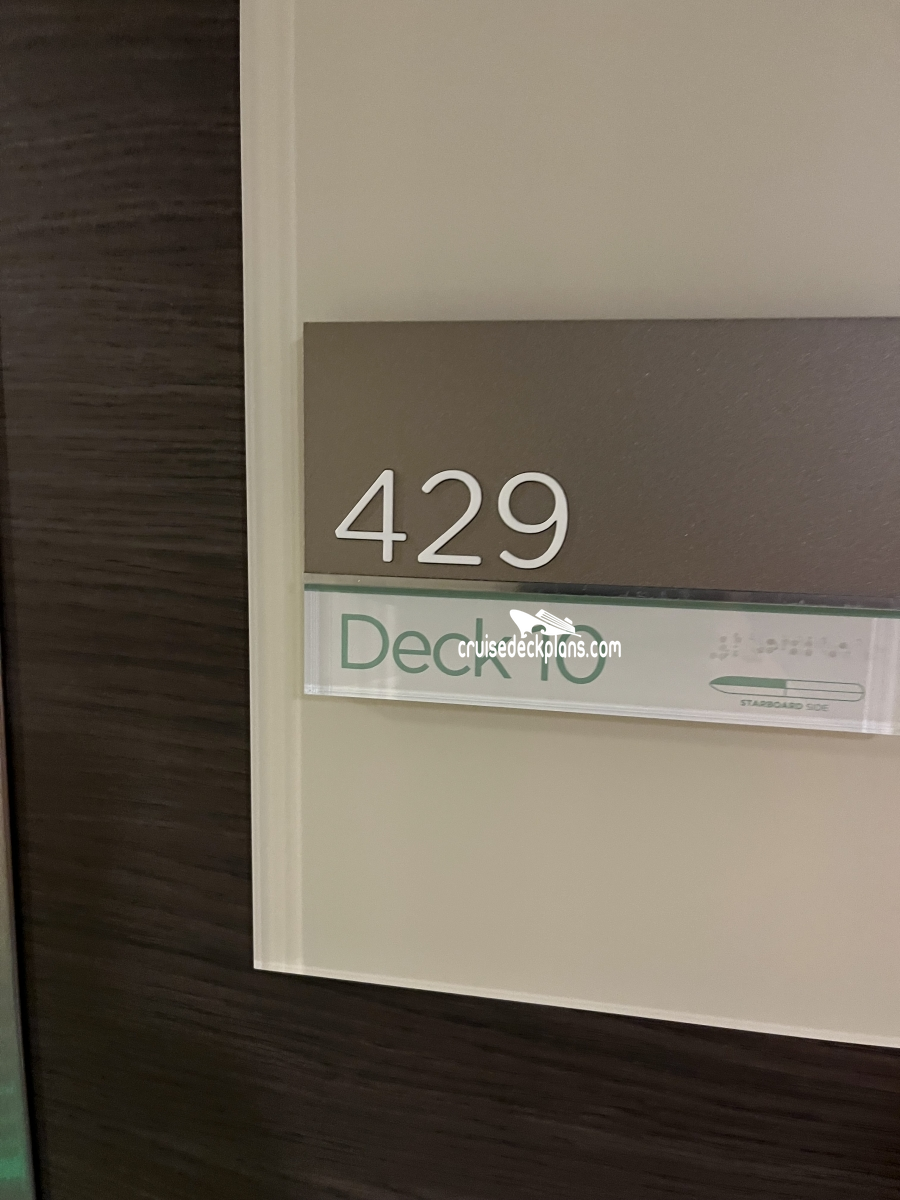 429
Deck 10
cruisedeckplans.com
STARBOARD SIDE